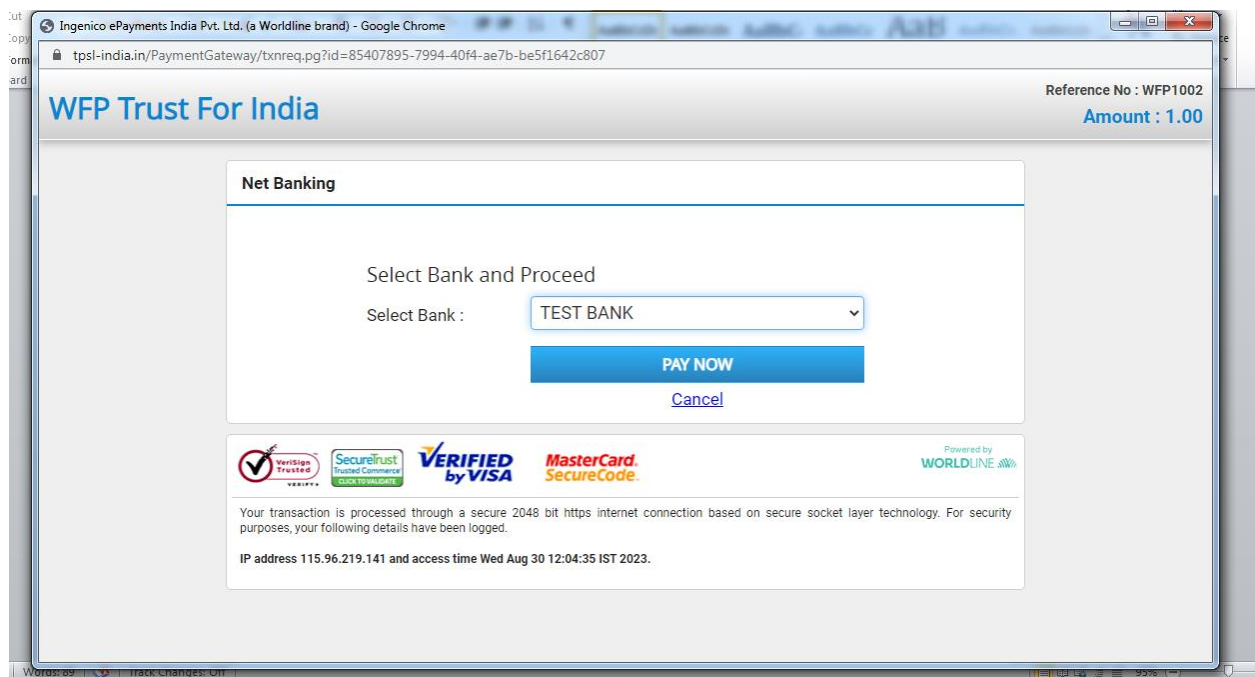 Ingenico ePayments India Pvt. Ltd. (a Worldline brand) - Google Chrome
tpsl-india.in/PaymentGateway/txnreq.pg?id=85407895-7994-40f4-ae7b-be5f1642c807
WFP Trust For India
Reference No : WFP1002
Amount : 1.00
Net Banking
Select Bank and Proceed
Select Bank :
TEST BANK
PAY NOW
Cancel
VeriSign
Trusted
VERIFY
SecureTrust
Trusted Commerce
CLICK TO VALIDATE
VERIFIED
by VISA
MasterCard.
SecureCode.
Powered by
WORLDLINE
Your transaction is processed through a secure 2048 bit https internet connection based on secure socket layer technology. For security
purposes, your following details have been logged.
IP address 115.96.219.141 and access time Wed Aug 30 12:04:35 IST 2023.
Words: 89
Track Changes: Off
95%